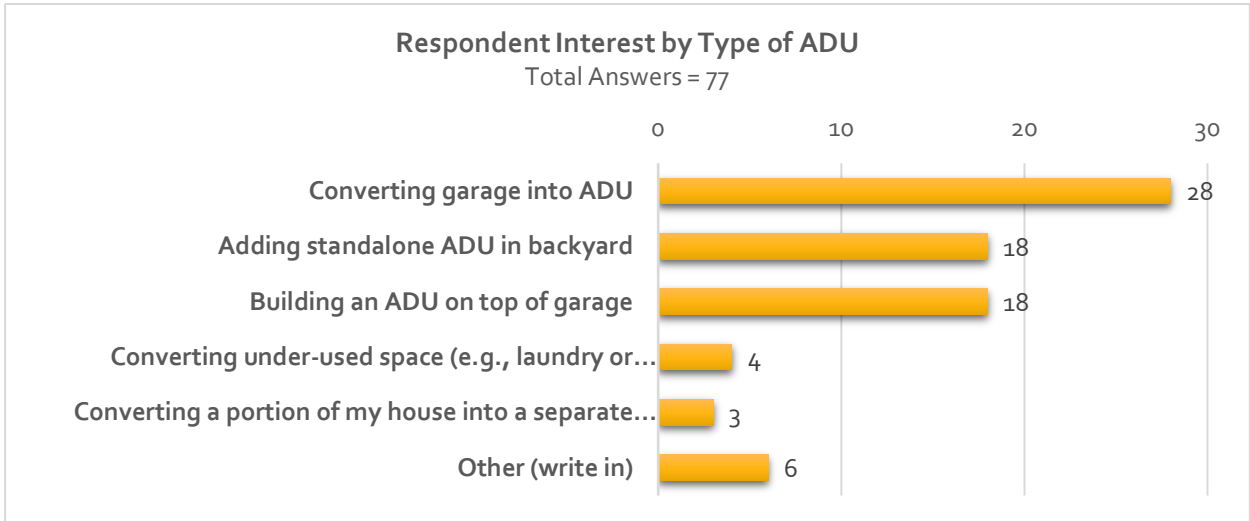 Respondent Interest by Type of ADU
Total Answers = 77
0 10 20 30
Converting garage into ADU 28
Adding standalone ADU in backyard 18
Building an ADU on top of garage 18
Converting under-used space (e.g., laundry or... 4
Converting a portion of my house into a separate... 3
Other (write in) 6